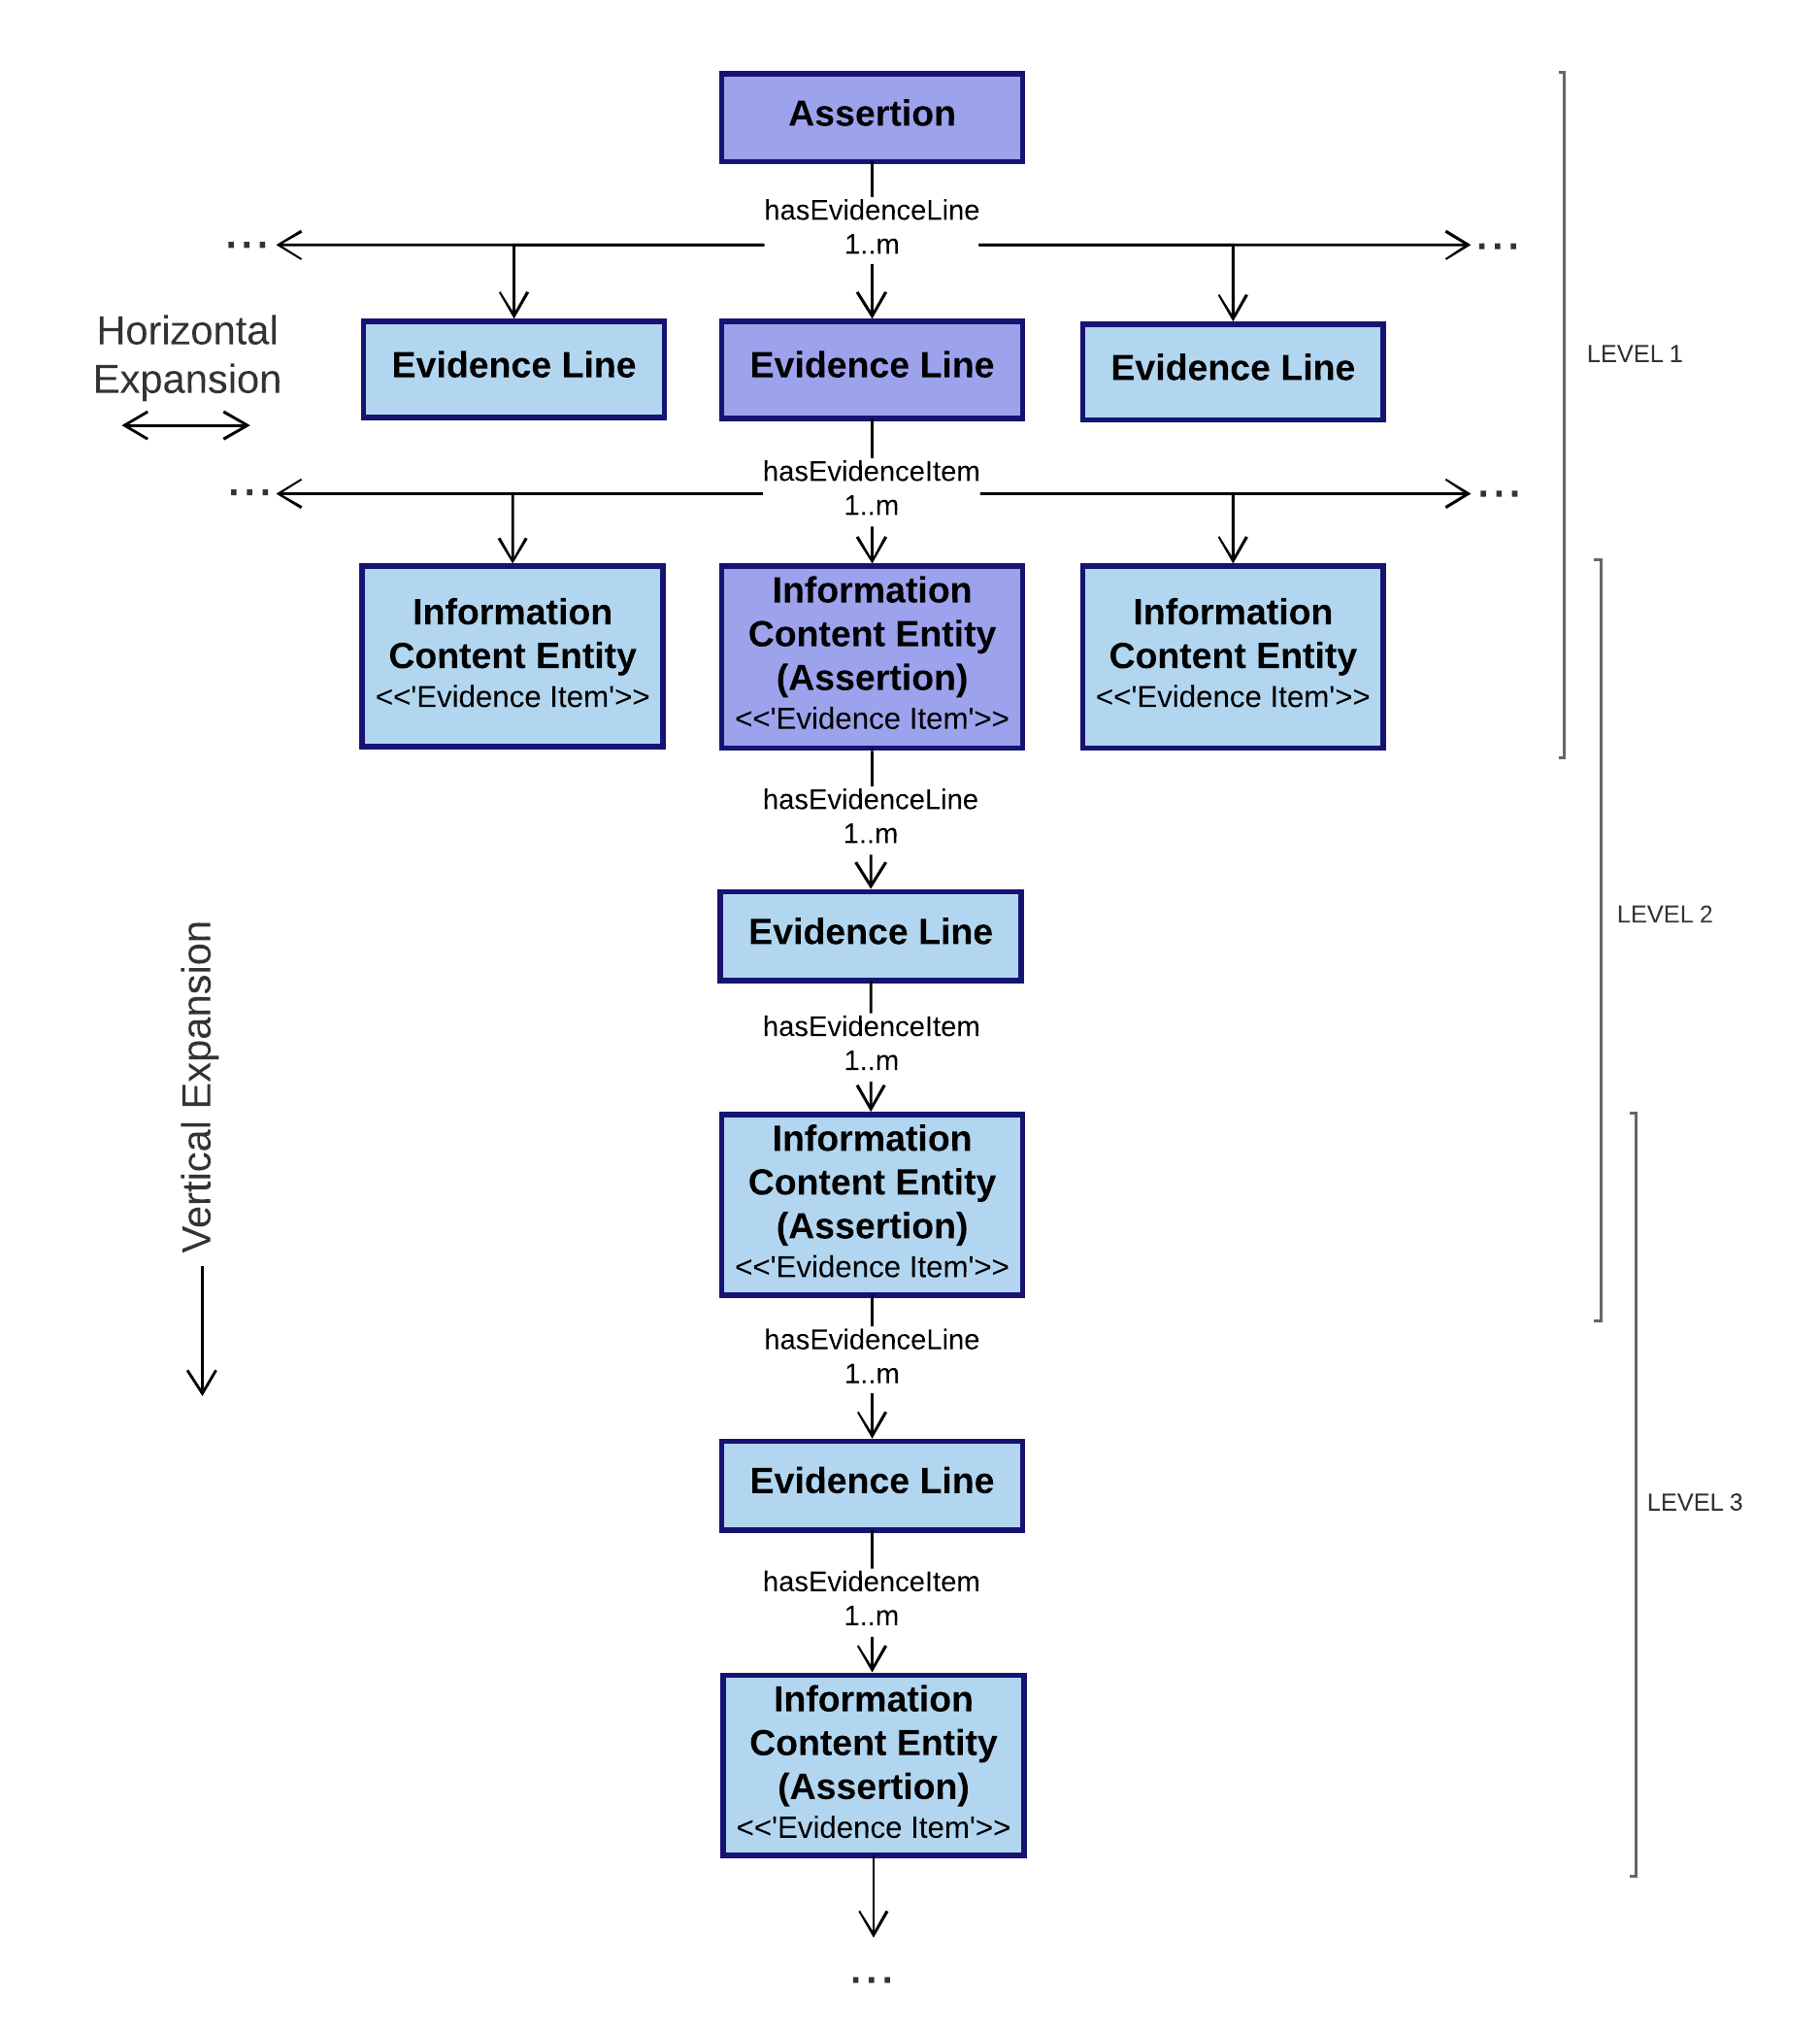 Assertion
hasEvidenceLine
1..m
...
...
Horizontal
Expansion
Evidence Line
Evidence Line
Evidence Line
LEVEL 1
hasEvidenceItem
1..m
...
...
Information
Content Entity
<<'Evidence Item'>>
Information
Content Entity
(Assertion)
<<'Evidence Item'>>
Information
Content Entity
<<'Evidence Item'>>
hasEvidenceLine
1..m
Evidence Line
LEVEL 2
Vertical Expansion
hasEvidenceItem
1..m
Information
Content Entity
(Assertion)
<<'Evidence Item'>>
hasEvidenceLine
1..m
Evidence Line
LEVEL 3
hasEvidenceItem
1..m
Information
Content Entity
(Assertion)
<<'Evidence Item'>>
...